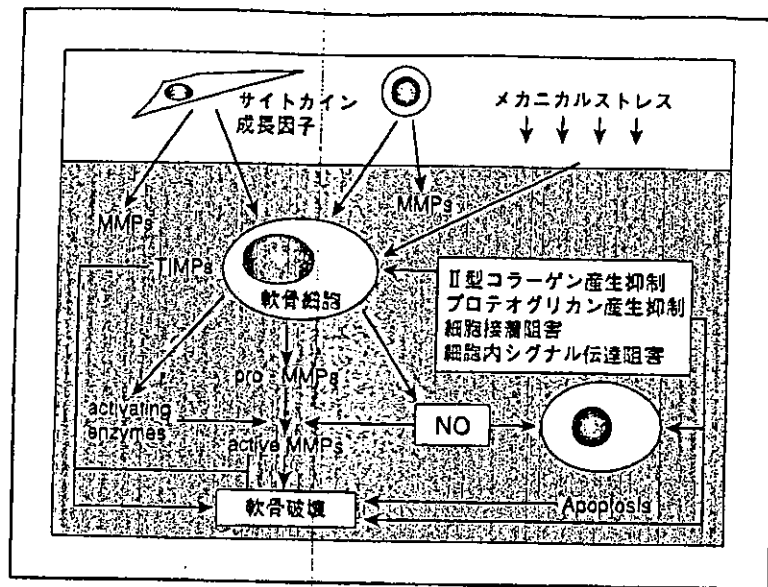 サイトカイン
成長因子
メカニカルストレス
MMPs
MMPs
TIMPs
軟骨細胞
II型コラーゲン産生抑制
プロテオグリカン産生抑制
細胞接着阻害
細胞内シグナル伝達阻害
pro-MMPs
activating
enzymes
NO
active MMPs
軟骨破壊
Apoplosis